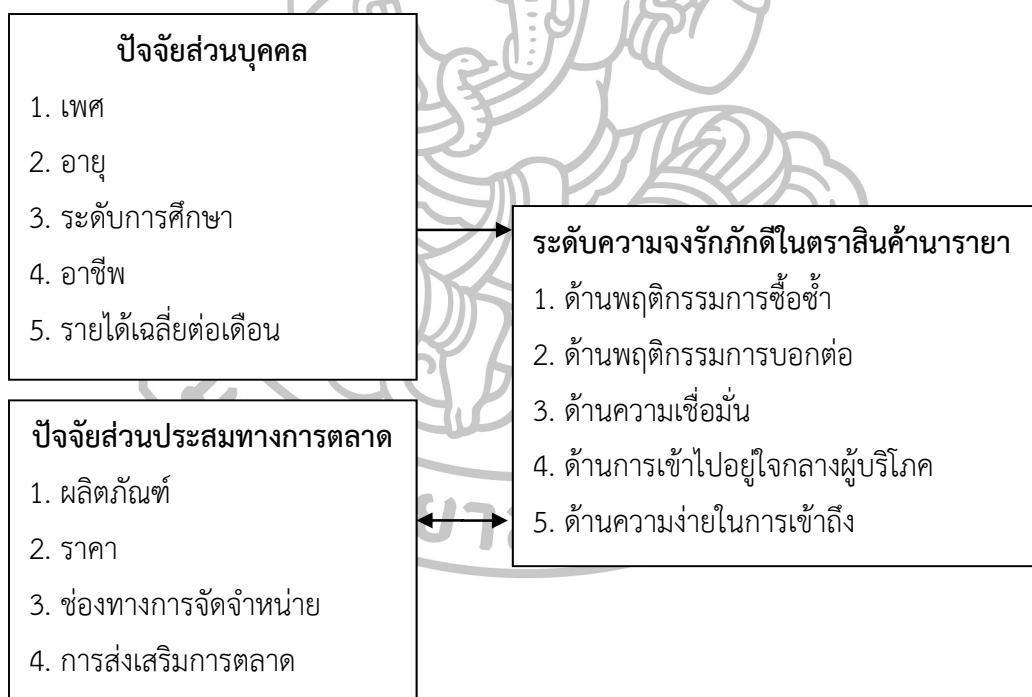 ปัจจัยส่วนบุคคล
1. เพศ
2. อายุ
3. ระดับการศึกษา
4. อาชีพ
5. รายได้เฉลี่ยต่อเดือน
ระดับความจงรักภักดีในตราสินค้านารายา
1. ด้านพฤติกรรมการซื้อซ้ำ
2. ด้านพฤติกรรมการบอกต่อ
3. ด้านความเชื่อมั่น
4. ด้านการเข้าไปอยู่ใจกลางผู้บริโภค
5. ด้านความง่ายในการเข้าถึง
ปัจจัยส่วนประสมทางการตลาด
1. ผลิตภัณฑ์
2. ราคา
3. ช่องทางการจัดจำหน่าย
4. การส่งเสริมการตลาด